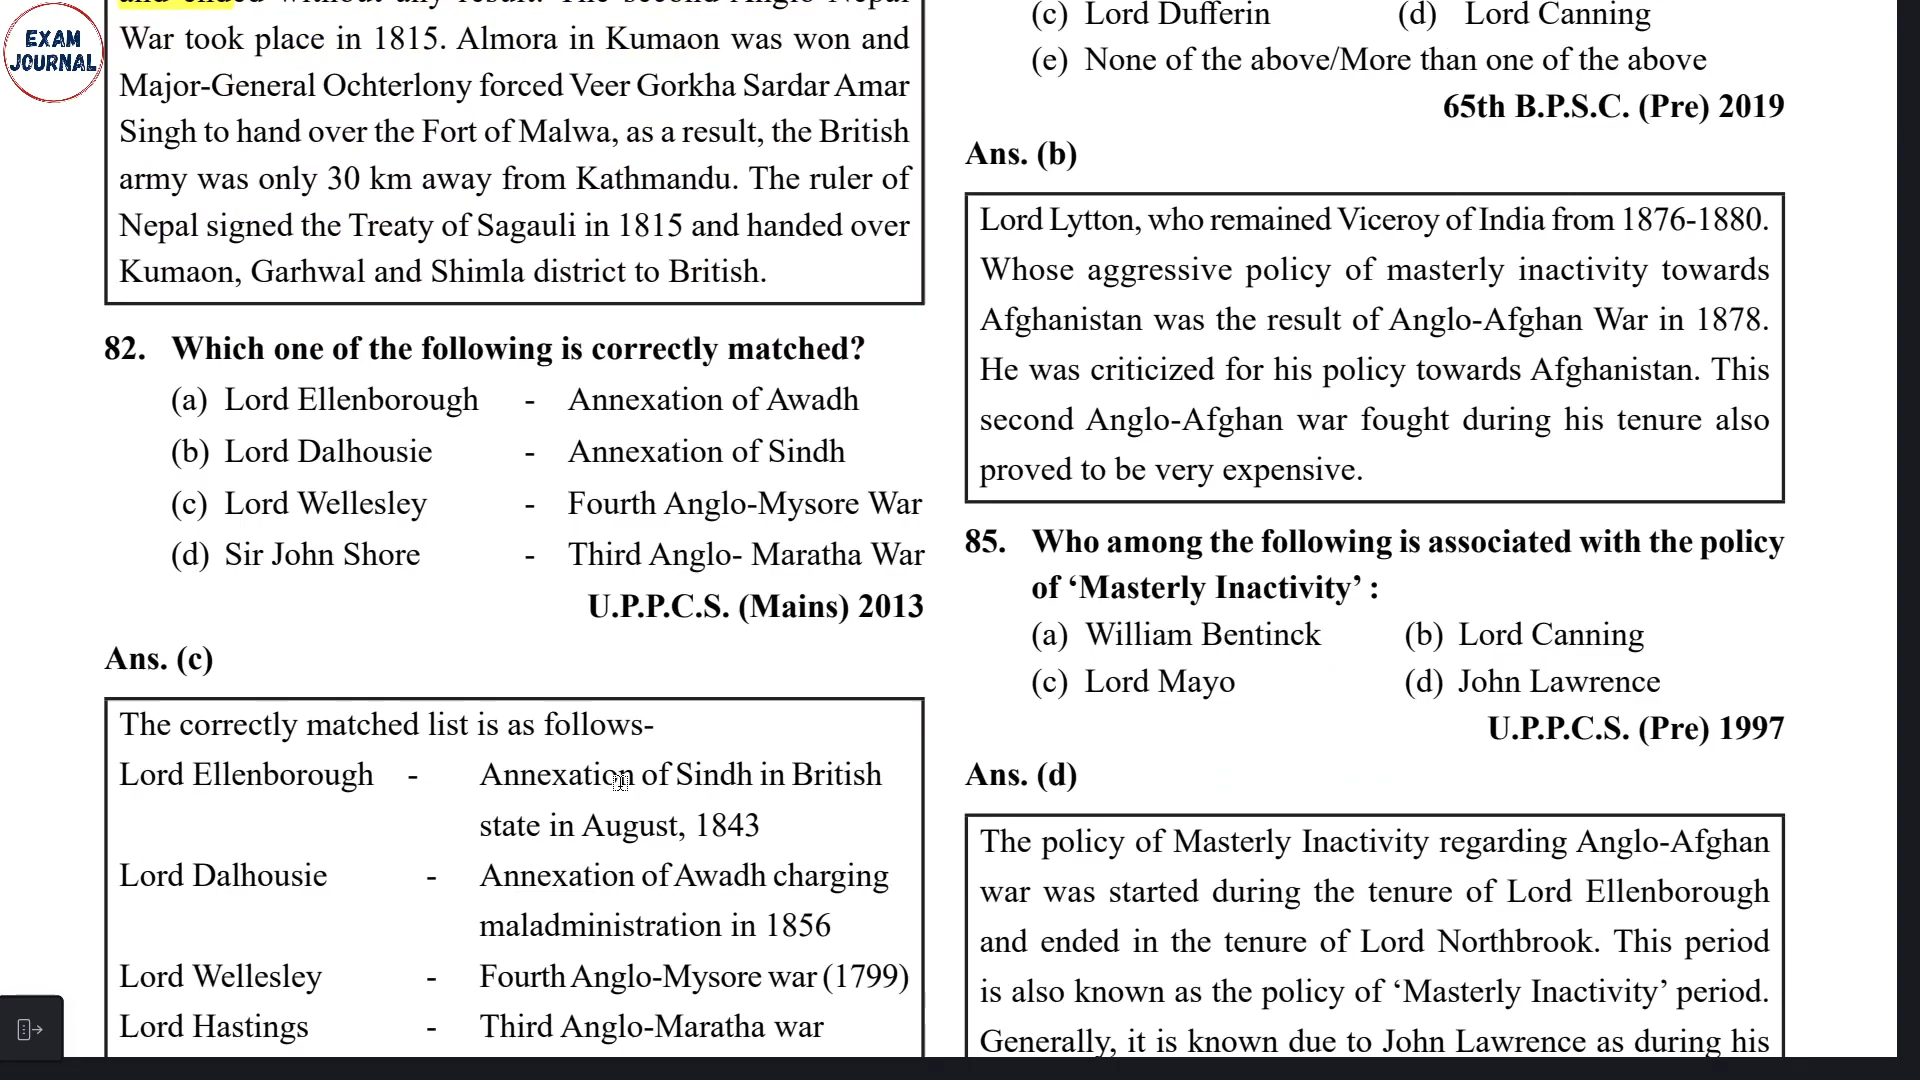 EXAM
JOURNAL
and ended without any result. The second Anglo Nepal
War took place in 1815. Almora in Kumaon was won and
Major-General Ochterlony forced Veer Gorkha Sardar Amar
Singh to hand over the Fort of Malwa, as a result, the British
army was only 30 km away from Kathmandu. The ruler of
Nepal signed the Treaty of Sagauli in 1815 and handed over
Kumaon, Garhwal and Shimla district to British.
82. Which one of the following is correctly matched?
(a) Lord Ellenborough - Annexation of Awadh
(b) Lord Dalhousie - Annexation of Sindh
(c) Lord Wellesley - Fourth Anglo-Mysore War
(d) Sir John Shore - Third Anglo- Maratha War
U.P.P.C.S. (Mains) 2013
Ans. (c)
The correctly matched list is as follows-
Lord Ellenborough - Annexation of Sindh in British
state in August, 1843
Lord Dalhousie - Annexation of Awadh charging
maladministration in 1856
Lord Wellesley - Fourth Anglo-Mysore war (1799)
Lord Hastings - Third Anglo-Maratha war
(c) Lord Dufferin (d) Lord Canning
(e) None of the above/More than one of the above
65th B.P.S.C. (Pre) 2019
Ans. (b)
Lord Lytton, who remained Viceroy of India from 1876-1880.
Whose aggressive policy of masterly inactivity towards
Afghanistan was the result of Anglo-Afghan War in 1878.
He was criticized for his policy towards Afghanistan. This
second Anglo-Afghan war fought during his tenure also
proved to be very expensive.
85. Who among the following is associated with the policy
of ‘Masterly Inactivity’ :
(a) William Bentinck (b) Lord Canning
(c) Lord Mayo (d) John Lawrence
U.P.P.C.S. (Pre) 1997
Ans. (d)
The policy of Masterly Inactivity regarding Anglo-Afghan
war was started during the tenure of Lord Ellenborough
and ended in the tenure of Lord Northbrook. This period
is also known as the policy of ‘Masterly Inactivity’ period.
Generally, it is known due to John Lawrence as during his